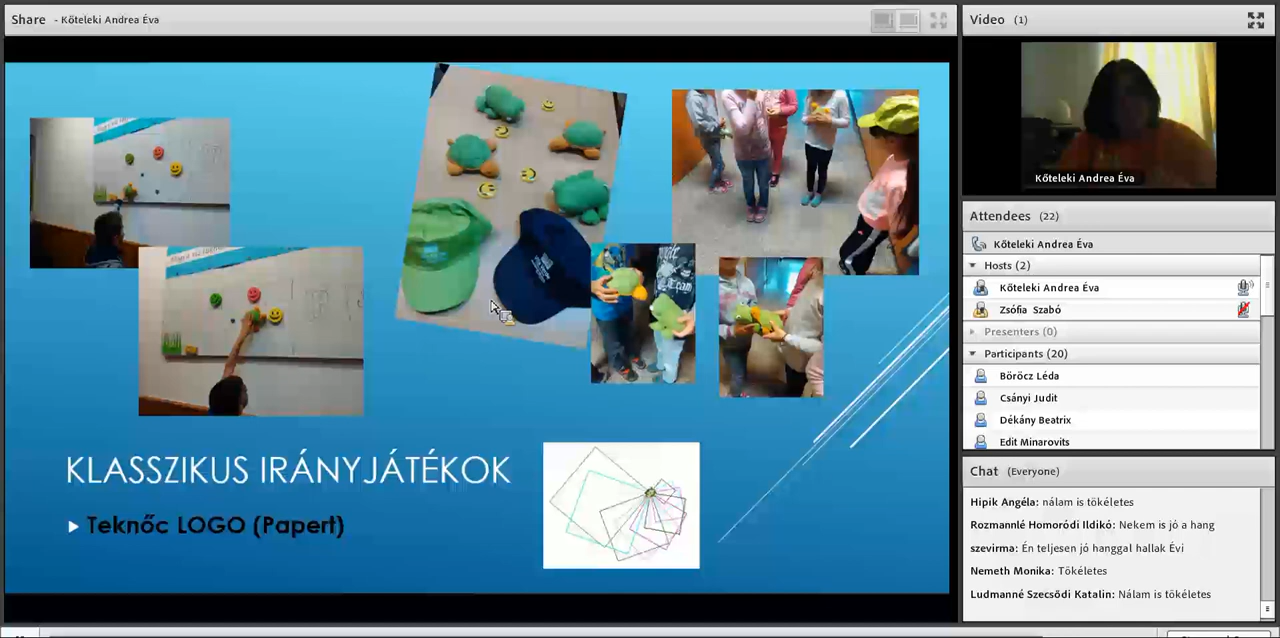 Share - Kőteleki Andrea Éva
KLASSZIKUS IRÁNYJÁTÉKOK
Teknőc LOGO (Papert)
Video (1)
Kőteleki Andrea Éva
Attendees (22)
Kőteleki Andrea Éva
Hosts (2)
Kőteleki Andrea Éva
Zsófia Szabó
Presenters (0)
Participants (20)
Böröcz Léda
Csányi Judit
Dékány Beatrix
Edit Minarovits
Chat (Everyone)
Hipik Angéla: nálam is tökéletes
Rozmannlé Homoródi Ildikó: Nekem is jó a hang
szevirma: Én teljesen jó hanggal hallak Évi
Nemeth Monika: Tökéletes
Ludmanné Szecsödi Katalin: Nálam is tökéletes